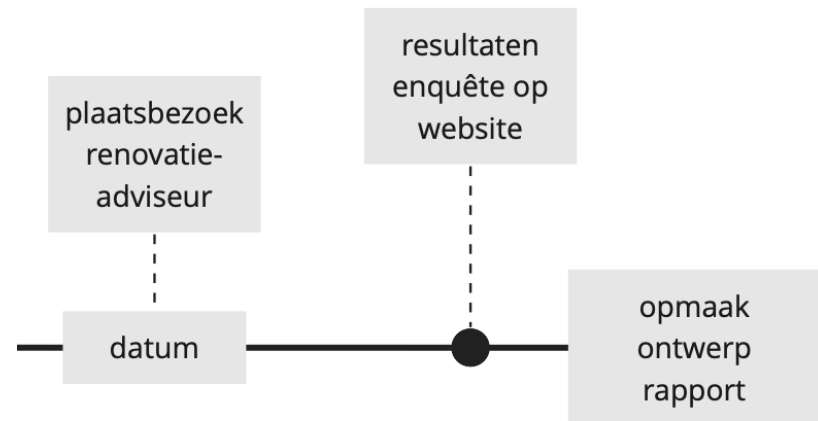 plaatsbezoek
renovatie-
adviseur
resultaten
enquête op
website
datum
opmaak
ontwerp
rapport